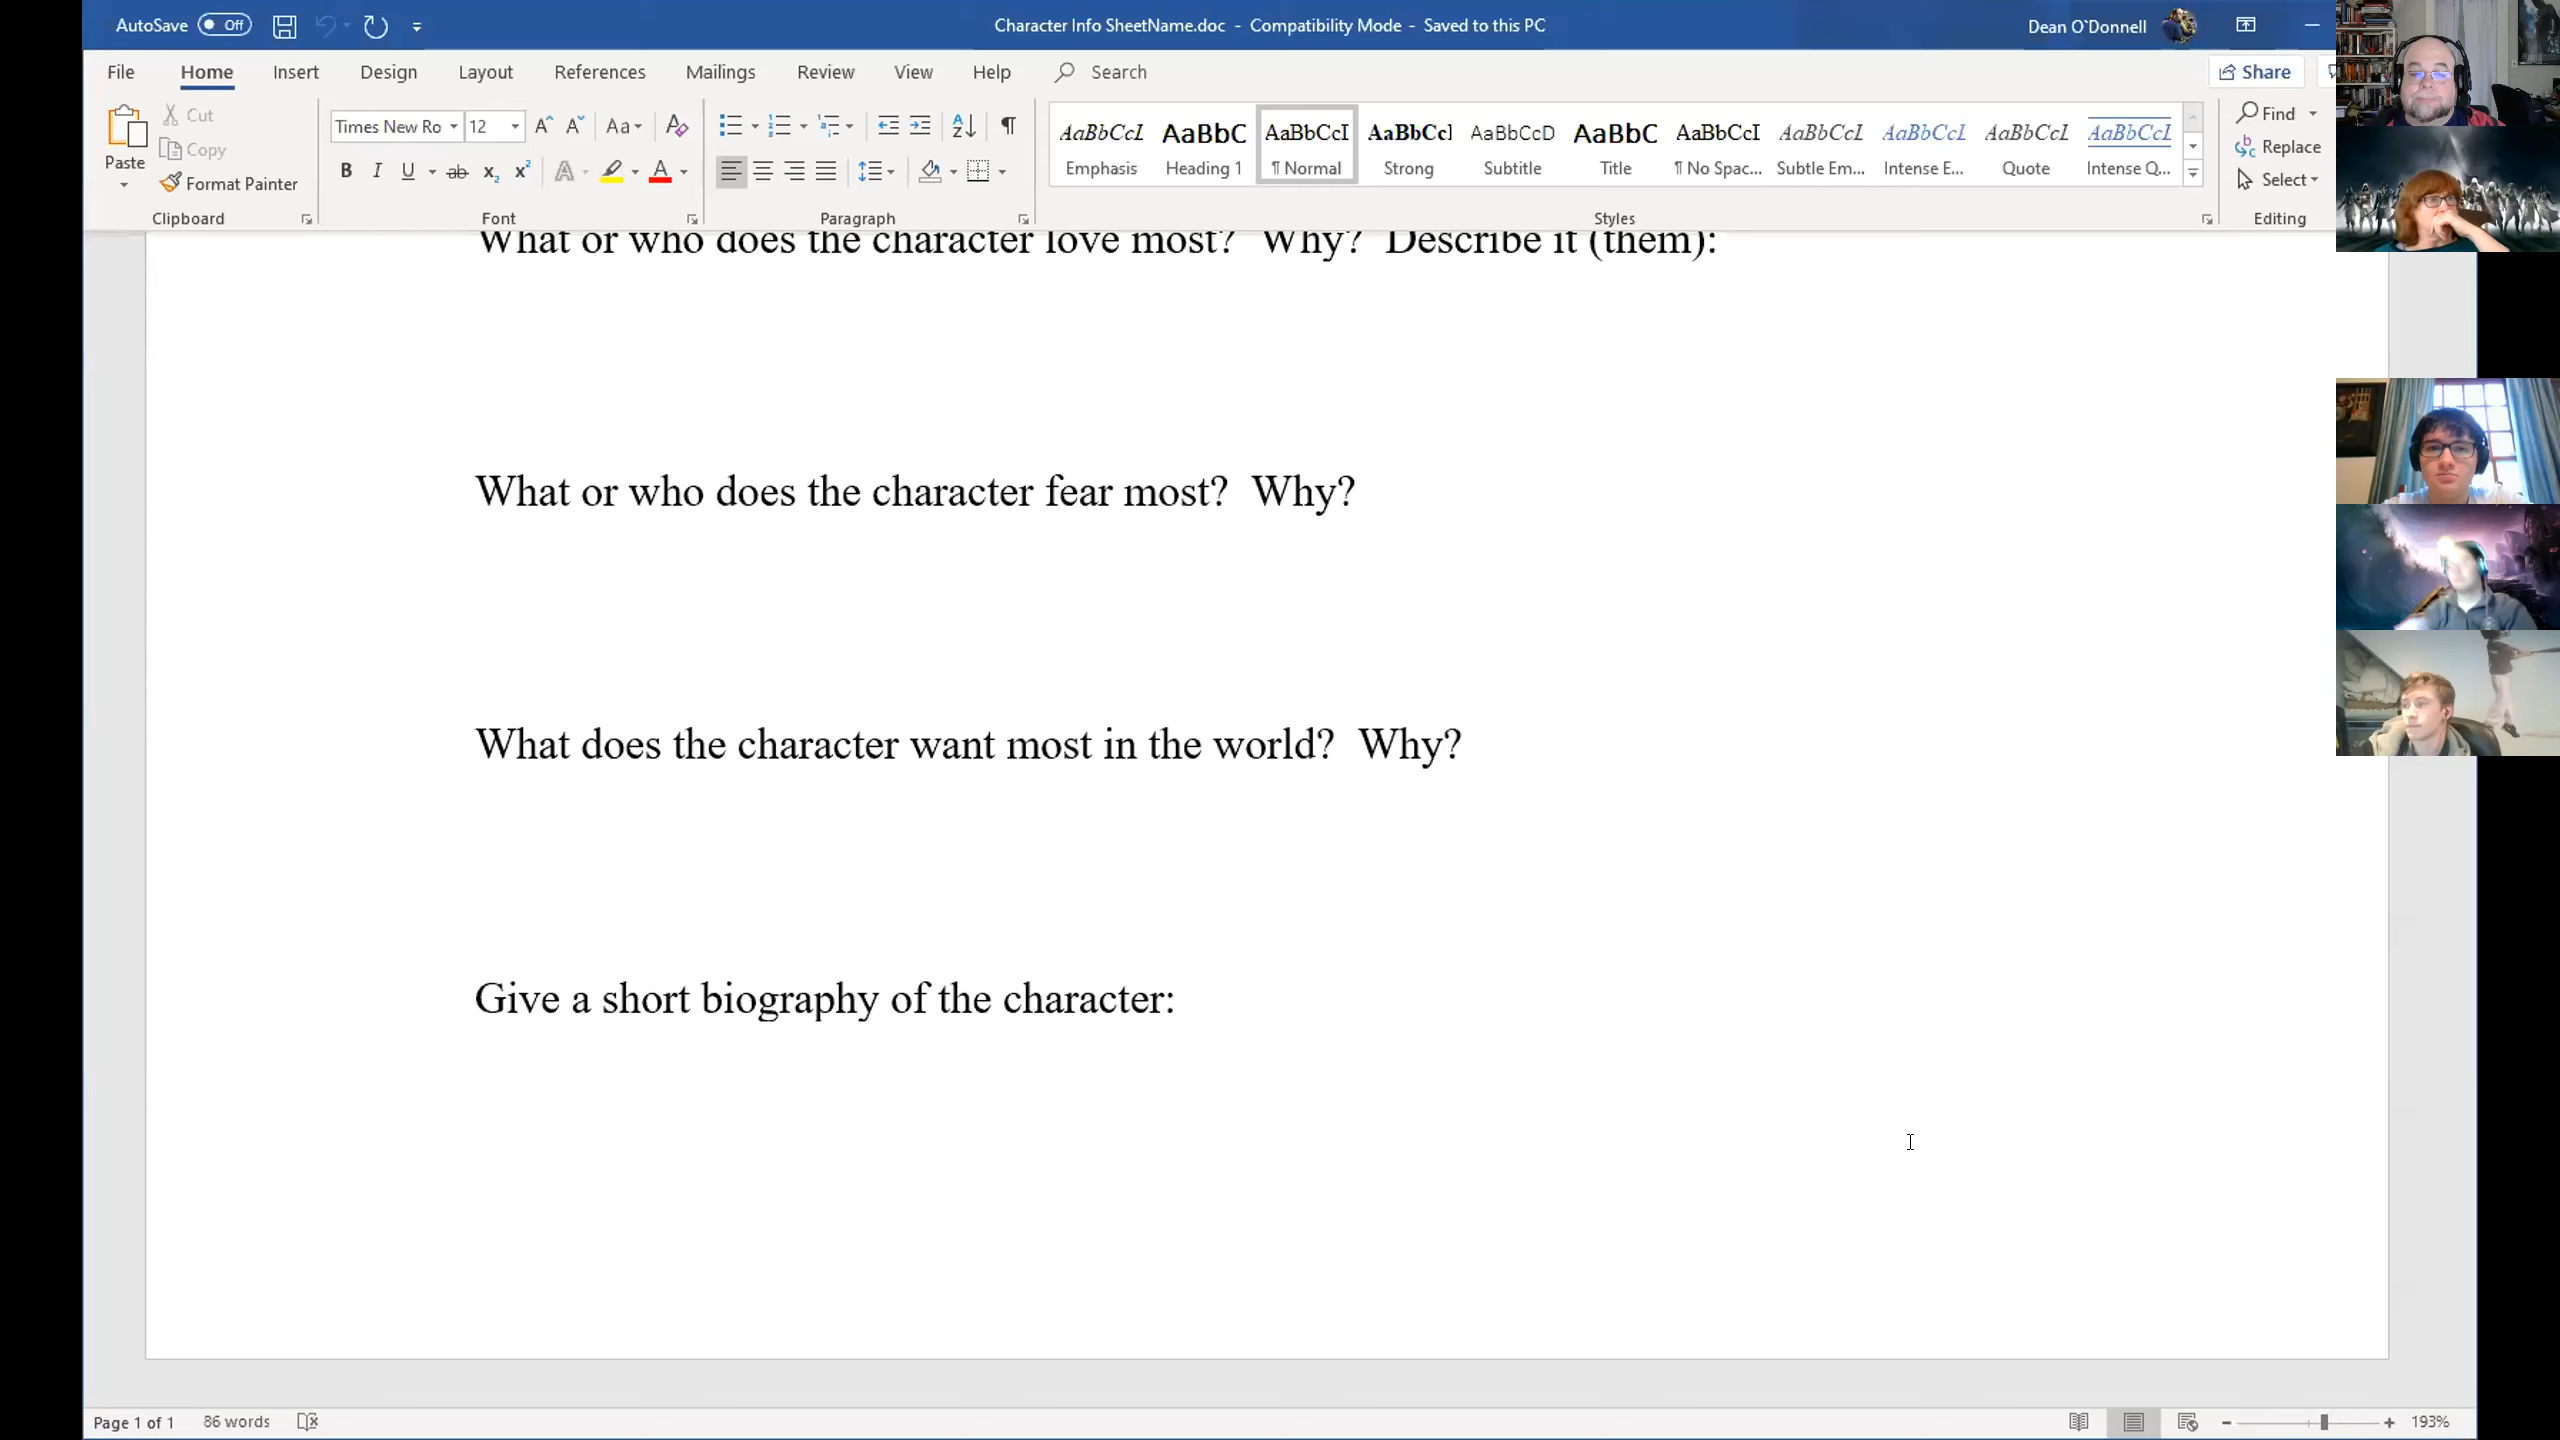 AutoSave Off
Character Info SheetName.doc - Compatibility Mode - Saved to this PC
Dean O`Donnell
File Home Insert Design Layout References Mailings Review View Help Search
Share
Paste
Cut
Copy
Format Painter
Clipboard
Times New Ro 12
Aa
B I U ab x2 x2 A A
Font
Paragraph
AaBbCcI AaBbC AaBbCcI AaBbCcI AaBbCcD AaBbC AaBbCcI AaBbCcI AaBbCcI AaBbCcI AaBbCcI
Emphasis Heading 1 ¶ Normal Strong Subtitle Title ¶ No Spac... Subtle Em... Intense E... Quote Intense Q...
Styles
Find
Replace
Select
Editing
What or who does the character love most? Why? Describe it (them):
What or who does the character fear most? Why?
What does the character want most in the world? Why?
Give a short biography of the character:
Page 1 of 1 86 words
193%